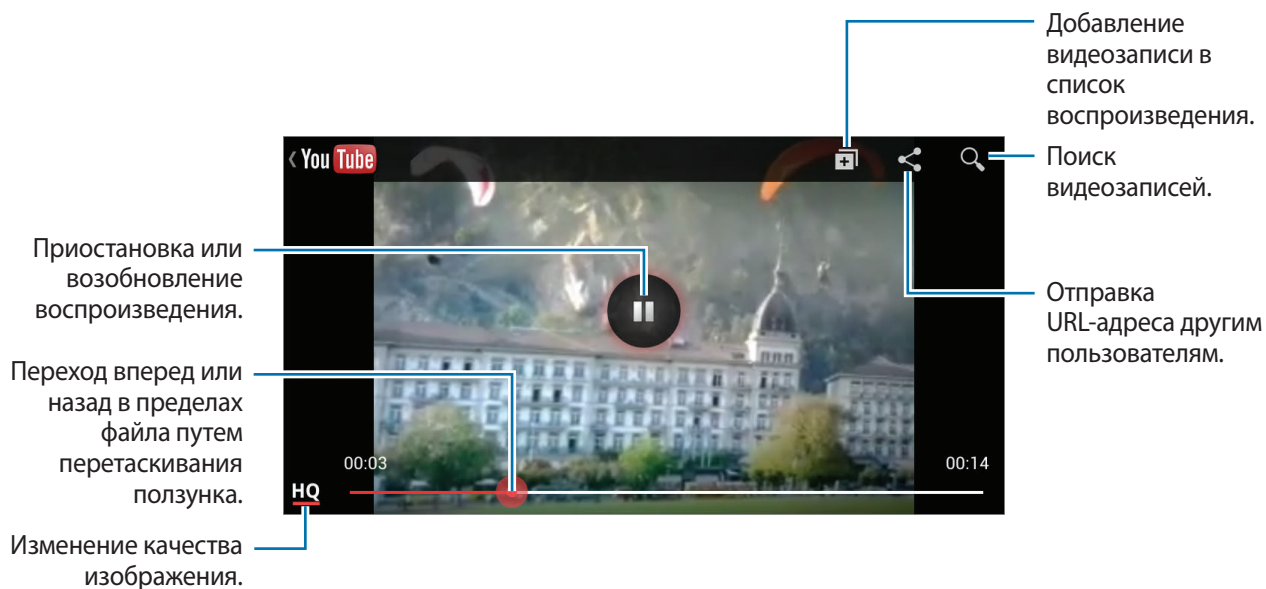 Добавление
видеозаписи в
список
воспроизведения.
Поиск
видеозаписей.
Отправка
URL-адреса другим
пользователям.
You Tube
Приостановка или
возобновление
воспроизведения.
Переход вперед или
назад в пределах
файла путем
перетаскивания
ползунка.
Изменение качества
изображения.
00:03
00:14
HQ